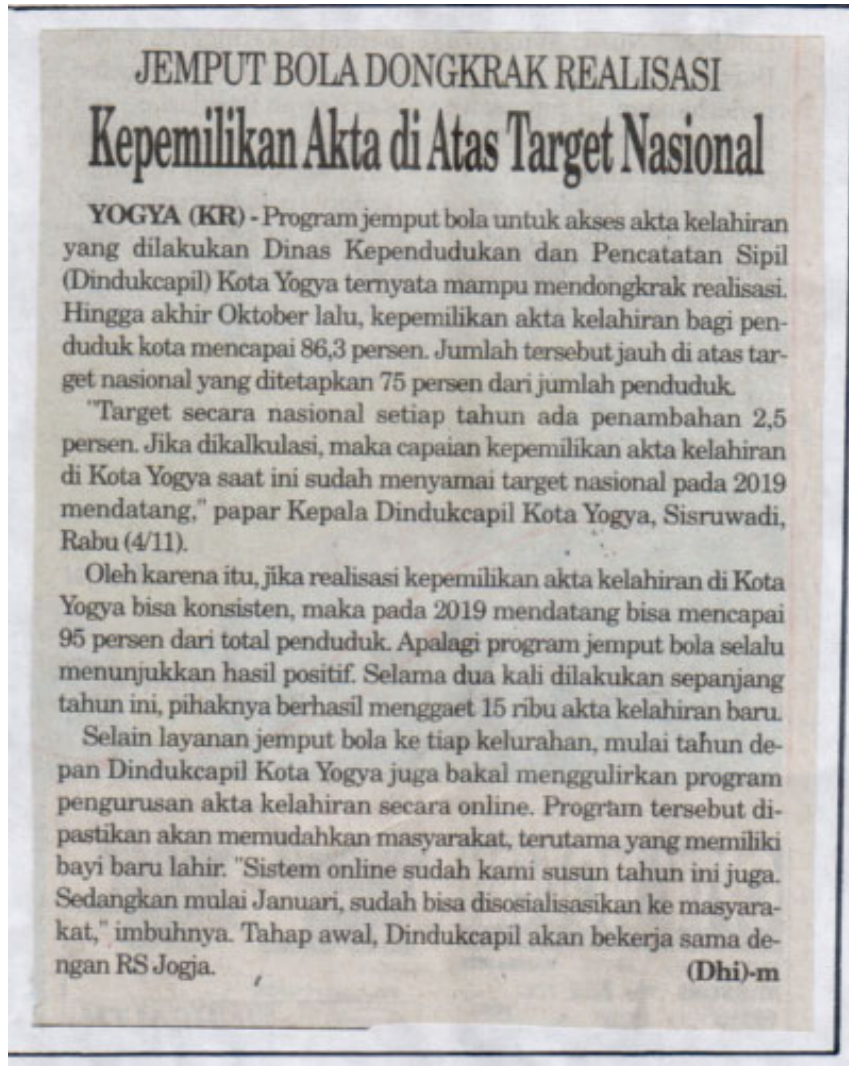 JEMPUT BOLA DONGKRAK REALISASI
Kepemilikan Akta di Atas Target Nasional
YOGYA (KR) - Program jemput bola untuk akses akta kelahiran
yang dilakukan Dinas Kependudukan dan Pencatatan Sipil
(Dindukcapil) Kota Yogya ternyata mampu mendongkrak realisasi.
Hingga akhir Oktober lalu, kepemilikan akta kelahiran bagi pen-
duduk kota mencapai 86,3 persen. Jumlah tersebut jauh di atas tar-
get nasional yang ditetapkan 75 persen dari jumlah penduduk.
"Target secara nasional setiap tahun ada penambahan 2,5
persen. Jika dikalkulasi, maka capaian kepemilikan akta kelahiran
di Kota Yogya saat ini sudah menyamai target nasional pada 2019
mendatang," papar Kepala Dindukcapil Kota Yogya, Sisruwadi,
Rabu (4/11).
Oleh karena itu, jika realisasi kepemilikan akta kelahiran di Kota
Yogya bisa konsisten, maka pada 2019 mendatang bisa mencapai
95 persen dari total penduduk. Apalagi program jemput bola selalu
menunjukkan hasil positif. Selama dua kali dilakukan sepanjang
tahun ini, pihaknya berhasil menggaet 15 ribu akta kelahiran baru.
Selain layanan jemput bola ke tiap kelurahan, mulai tahun de-
pan Dindukcapil Kota Yogya juga bakal menggulirkan program
pengurusan akta kelahiran secara online. Program tersebut di-
pastikan akan memudahkan masyarakat, terutama yang memiliki
bayi baru lahir. "Sistem online sudah kami susun tahun ini juga.
Sedangkan mulai Januari, sudah bisa disosialisasikan ke masyara-
kat," imbuhnya. Tahap awal, Dindukcapil akan bekerja sama de-
ngan RS Jogja. (Dhi)-m